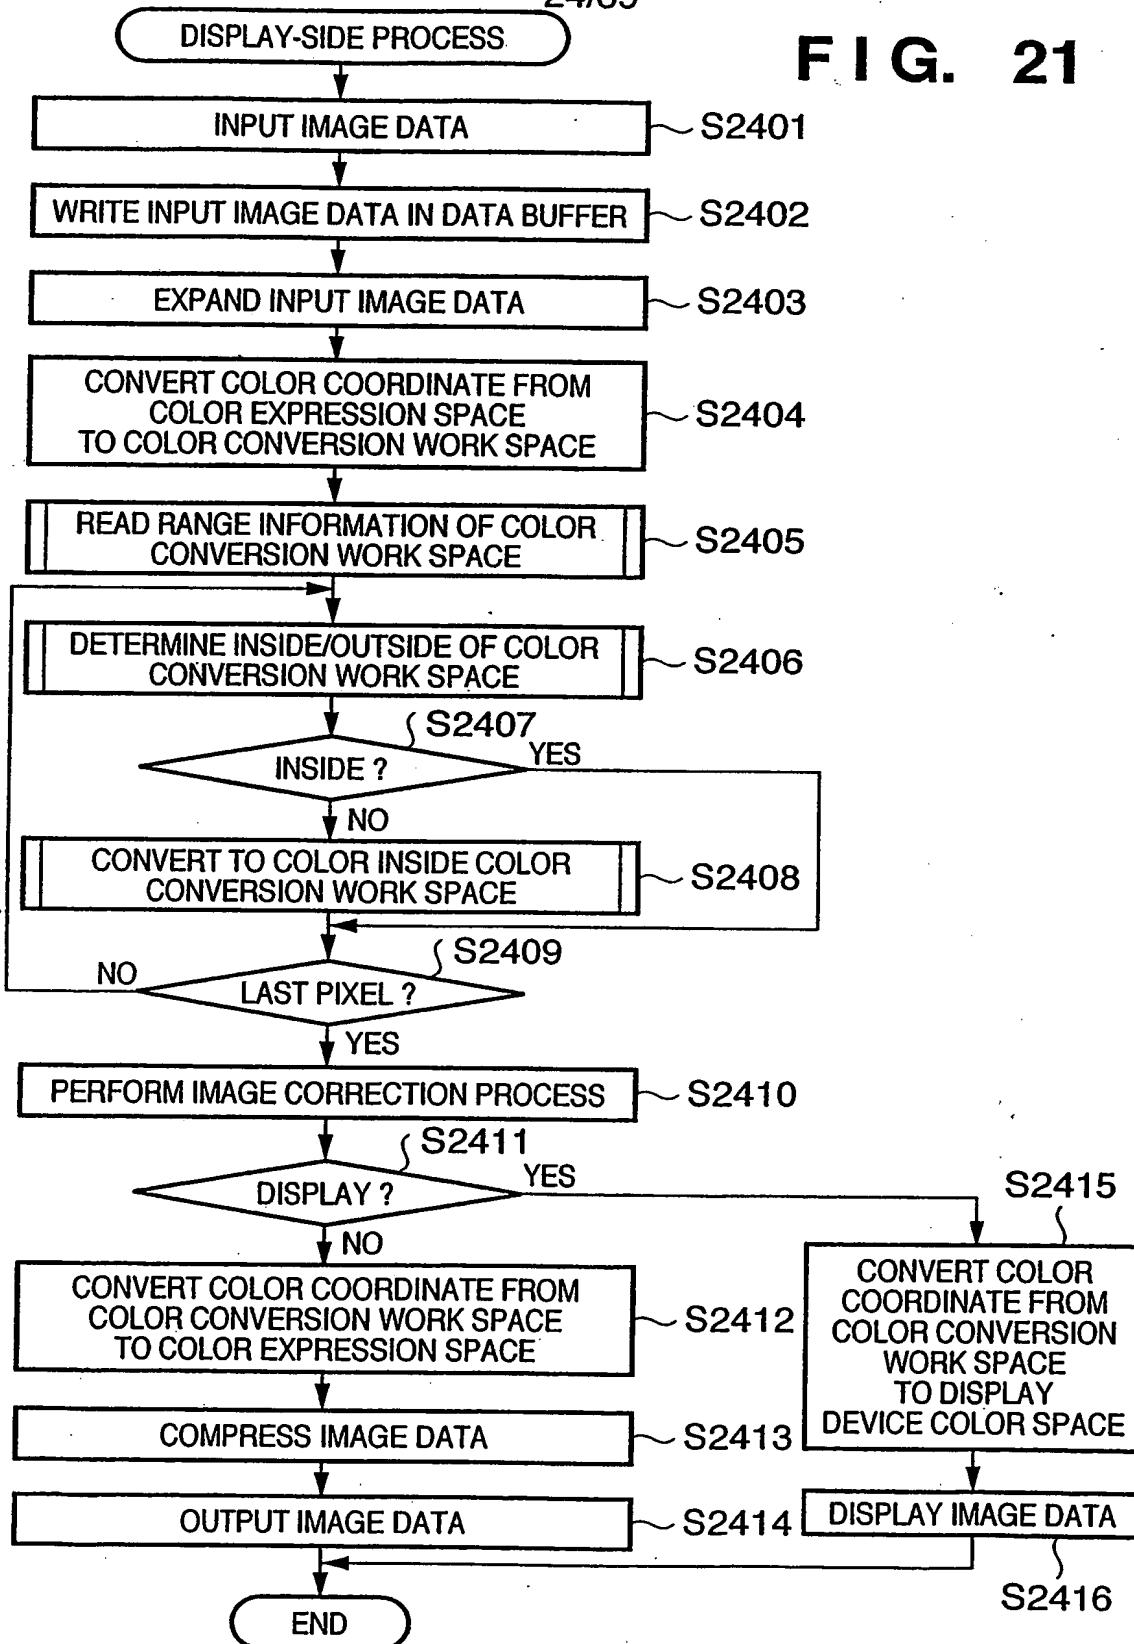 DISPLAY-SIDE PROCESS
FIG. 21
INPUT IMAGE DATA
S2401
WRITE INPUT IMAGE DATA IN DATA BUFFER
S2402
EXPAND INPUT IMAGE DATA
S2403
CONVERT COLOR COORDINATE FROM
COLOR EXPRESSION SPACE
TO COLOR CONVERSION WORK SPACE
S2404
READ RANGE INFORMATION OF COLOR
CONVERSION WORK SPACE
S2405
DETERMINE INSIDE/OUTSIDE OF COLOR
CONVERSION WORK SPACE
S2406
S2407
INSIDE ?
YES
NO
CONVERT TO COLOR INSIDE COLOR
CONVERSION WORK SPACE
S2408
S2409
NO
LAST PIXEL ?
YES
PERFORM IMAGE CORRECTION PROCESS
S2410
S2411
DISPLAY ?
YES
NO
S2415
CONVERT COLOR COORDINATE FROM
COLOR CONVERSION WORK SPACE
TO COLOR EXPRESSION SPACE
S2412
CONVERT COLOR
COORDINATE FROM
COLOR CONVERSION
WORK SPACE
TO DISPLAY
DEVICE COLOR SPACE
COMPRESS IMAGE DATA
S2413
OUTPUT IMAGE DATA
S2414
DISPLAY IMAGE DATA
S2416
END